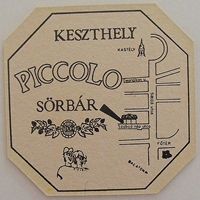 KESZTHELY
KASTÉLY
PICCOLO
SÖRBÁR
FŐTÉR
BALATON